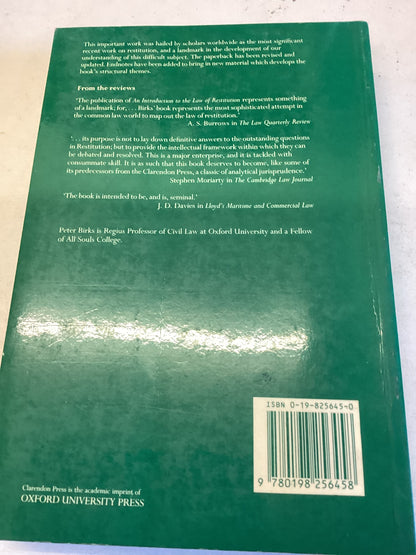 This important work was hailed by scholars worldwide as the most significant
recent work on restitution, and a landmark in the development of our
understanding of this difficult subject. The paperback has been revised and
updated. Endnotes have been added to bring in new material which develops the
book's structural themes.
From the reviews
'The publication of An Introduction to the Law of Restitution represents something
of a landmark; for, . . . Birks' book represents the most sophisticated attempt in
the common law world to map out the law of restitution.'
A. S. Burrows in The Law Quarterly Review
'. . . its purpose is not to lay down definitive answers to the outstanding questions
in Restitution; but to provide the intellectual framework within which they can
be debated and resolved. This is a major enterprise, and it is tackled with
consummate skill. It is as such that this book deserves to become, like some of
its predecessors from the Clarendon Press, a classic of analytical jurisprudence.'
Stephen Moriarty in The Cambridge Law Journal
'The book is intended to be, and is, seminal.'
J. D. Davies in Lloyd's Maritime and Commercial Law
Peter Birks is Regius Professor of Civil Law at Oxford University and a Fellow
of All Souls College.
ISBN 0-19-825645-0
9 780198 256458
Clarendon Press is the academic imprint of
OXFORD UNIVERSITY PRESS